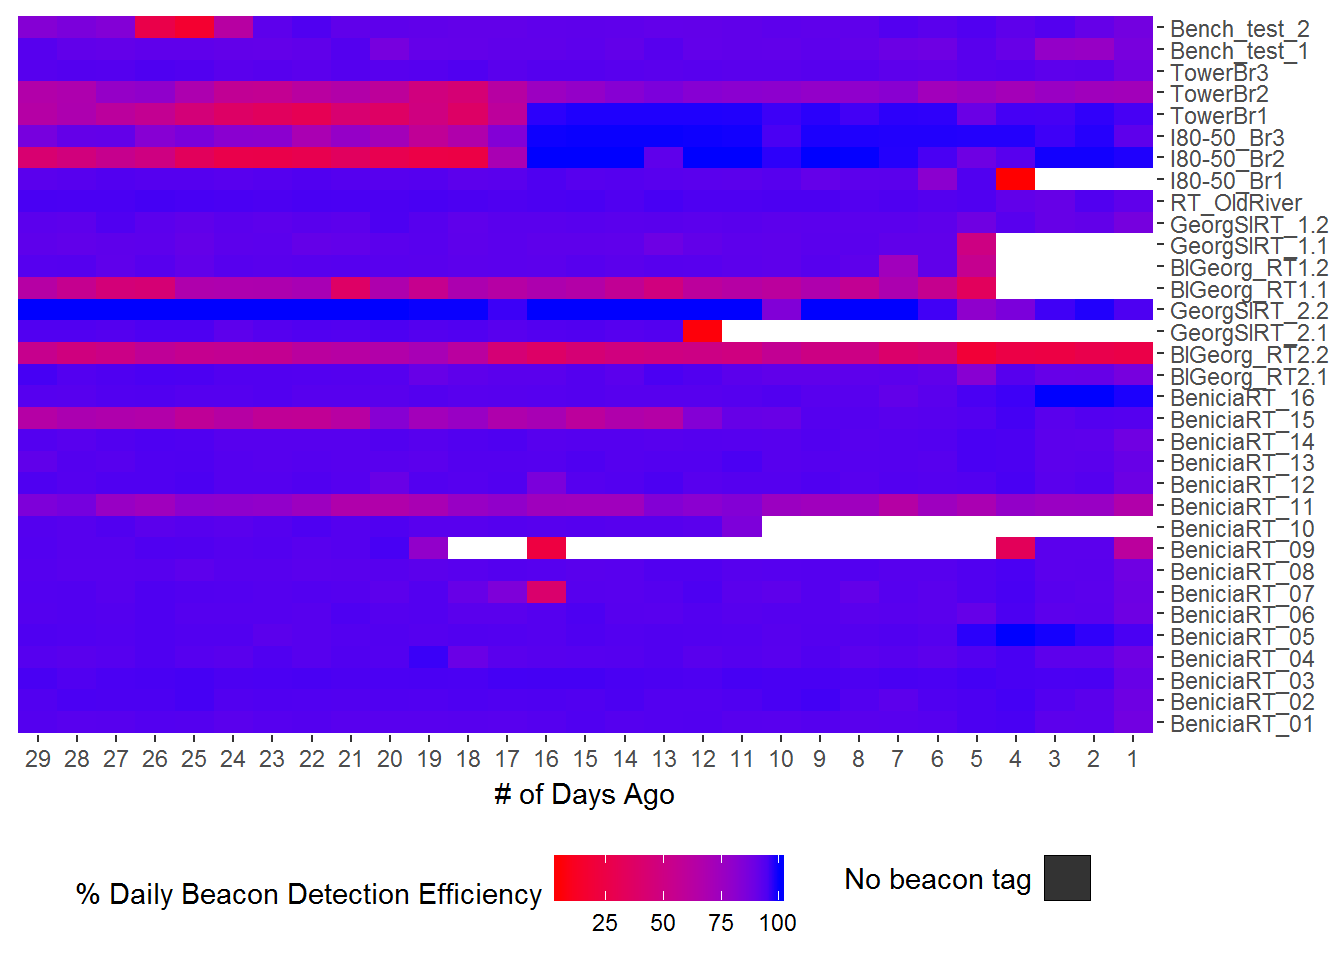 Bench_test_2
Bench_test_1
TowerBr3
TowerBr2
TowerBr1
I80-50_Br3
I80-50_Br2
I80-50_Br1
RT_OldRiver
GeorgSlRT_1.2
GeorgSlRT_1.1
BlGeorg_RT1.2
BlGeorg_RT1.1
GeorgSlRT_2.2
GeorgSlRT_2.1
BlGeorg_RT2.2
BlGeorg_RT2.1
BeniciaRT_16
BeniciaRT_15
BeniciaRT_14
BeniciaRT_13
BeniciaRT_12
BeniciaRT_11
BeniciaRT_10
BeniciaRT_09
BeniciaRT_08
BeniciaRT_07
BeniciaRT_06
BeniciaRT_05
BeniciaRT_04
BeniciaRT_03
BeniciaRT_02
BeniciaRT_01
29 28 27 26 25 24 23 22 21 20 19 18 17 16 15 14 13 12 11 10 9 8 7 6 5 4 3 2 1
# of Days Ago
% Daily Beacon Detection Efficiency
25 50 75 100
No beacon tag